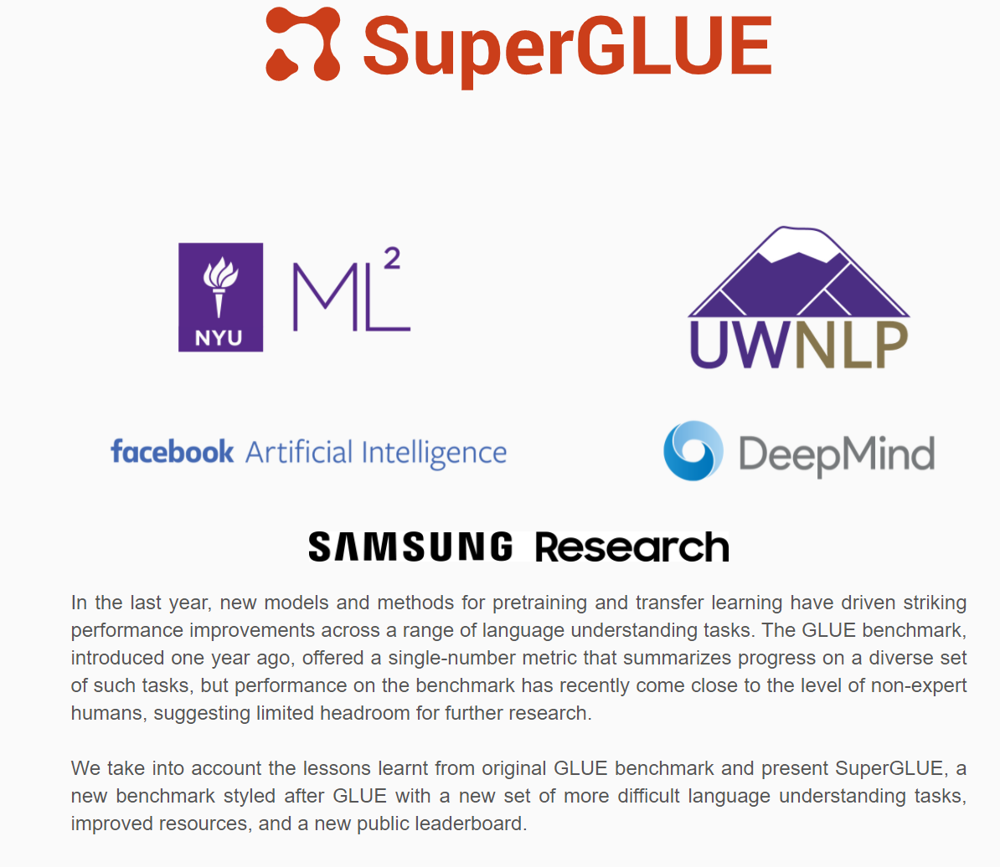 SuperGLUE
NYU
ML²
UWNLP
facebook Artificial Intelligence
DeepMind
SAMSUNG Research
In the last year, new models and methods for pretraining and transfer learning have driven striking
performance improvements across a range of language understanding tasks. The GLUE benchmark,
introduced one year ago, offered a single-number metric that summarizes progress on a diverse set
of such tasks, but performance on the benchmark has recently come close to the level of non-expert
humans, suggesting limited headroom for further research.
We take into account the lessons learnt from original GLUE benchmark and present SuperGLUE, a
new benchmark styled after GLUE with a new set of more difficult language understanding tasks,
improved resources, and a new public leaderboard.